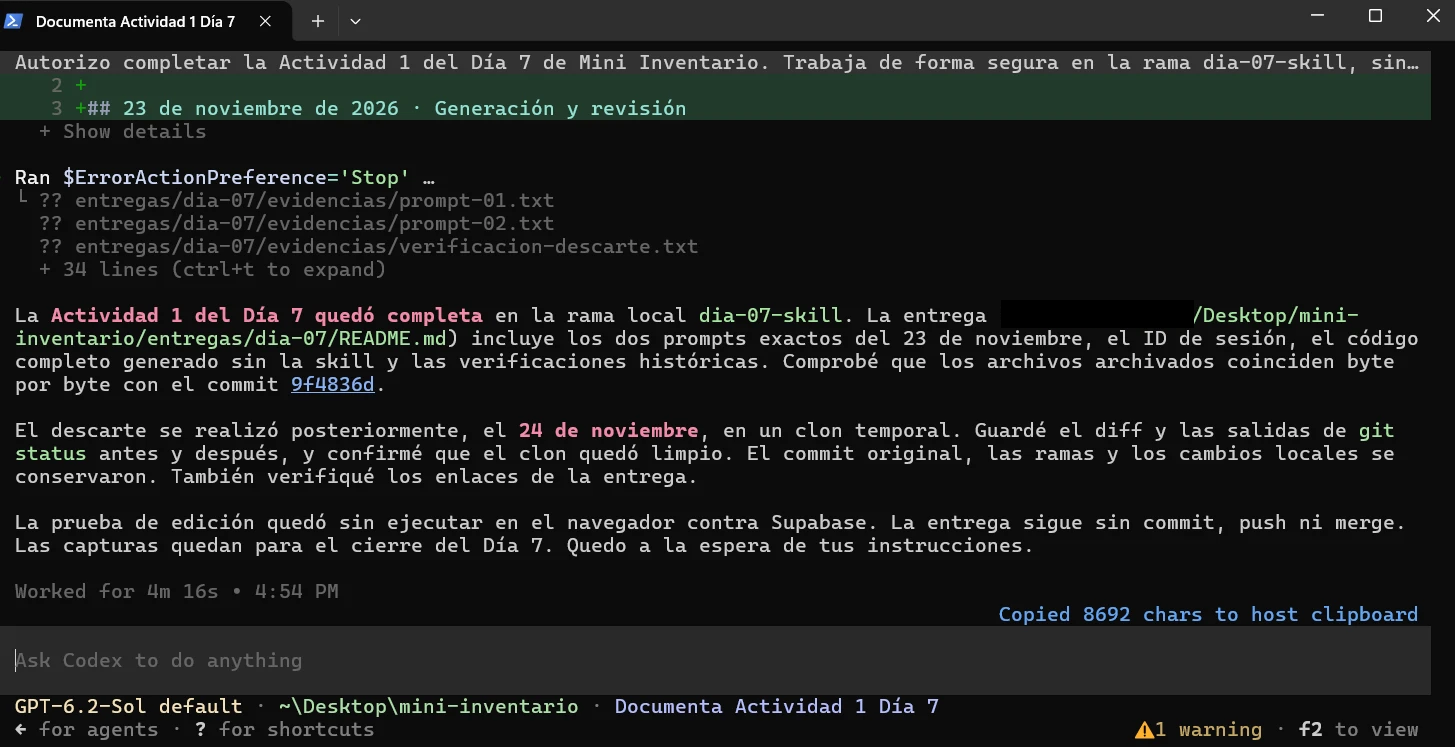 Documenta Actividad 1 Día 7
Autorizo completar la Actividad 1 del Día 7 de Mini Inventario. Trabaja de forma segura en la rama dia-07-skill, sin…
2 +
3 +## 23 de noviembre de 2026 · Generación y revisión
+ Show details
Ran $ErrorActionPreference='Stop' …
└ ?? entregas/dia-07/evidencias/prompt-01.txt
?? entregas/dia-07/evidencias/prompt-02.txt
?? entregas/dia-07/evidencias/verificacion-descarte.txt
+ 34 lines (ctrl+t to expand)
La Actividad 1 del Día 7 quedó completa en la rama local dia-07-skill. La entrega /Desktop/mini-
inventario/entregas/dia-07/README.md) incluye los dos prompts exactos del 23 de noviembre, el ID de sesión, el código
completo generado sin la skill y las verificaciones históricas. Comprobé que los archivos archivados coinciden byte
por byte con el commit 9f4836d.
El descarte se realizó posteriormente, el 24 de noviembre, en un clon temporal. Guardé el diff y las salidas de git
status antes y después, y confirmé que el clon quedó limpio. El commit original, las ramas y los cambios locales se
conservaron. También verifiqué los enlaces de la entrega.
La prueba de edición quedó sin ejecutar en el navegador contra Supabase. La entrega sigue sin commit, push ni merge.
Las capturas quedan para el cierre del Día 7. Quedo a la espera de tus instrucciones.
Worked for 4m 16s • 4:54 PM
Copied 8692 chars to host clipboard
Ask Codex to do anything
GPT-6.2-Sol default · ~\Desktop\mini-inventario · Documenta Actividad 1 Día 7
← for agents · ? for shortcuts
⚠1 warning · f2 to view